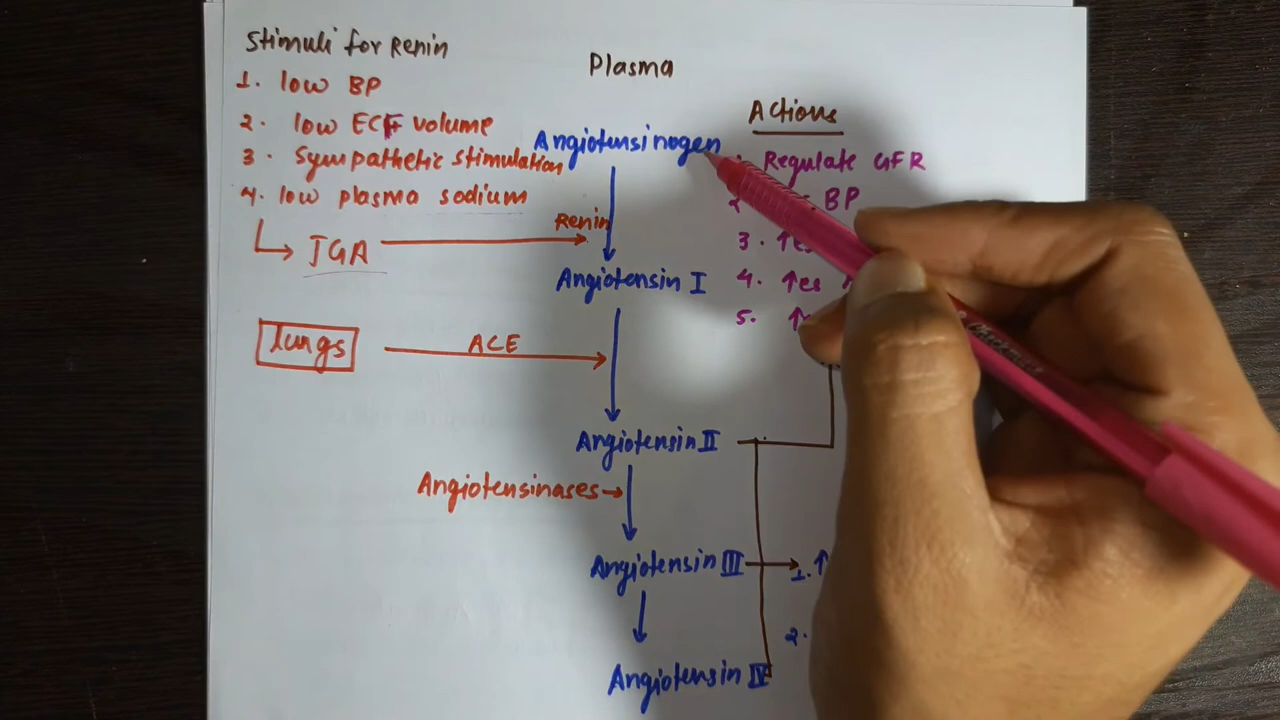 Stimuli for Renin
1. low BP
2. low ECF volume
3. Sympathetic stimulation
4. low plasma sodium
JGA
lungs
Plasma
Angiotensinogen
Renin
Angiotensin I
ACE
Angiotensin II
Angiotensinases
Angiotensin III
Angiotensin IV
Actions
Regulate GFR
BP
3. ↑es
4. ↑es
5. ↑
1. ↑
2.